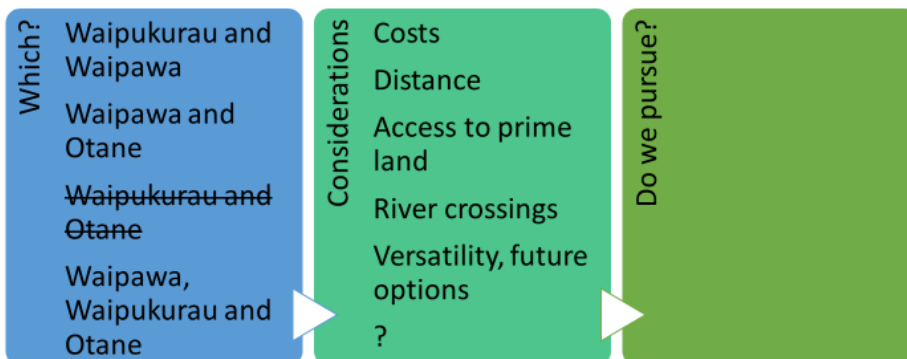 Which?
Waipukurau and
Waipawa
Waipawa and
Otane
Waipukurau and
Otane
Waipawa,
Waipukurau and
Otane
Considerations
Costs
Distance
Access to prime
land
River crossings
Versatility, future
options
?
Do we pursue?